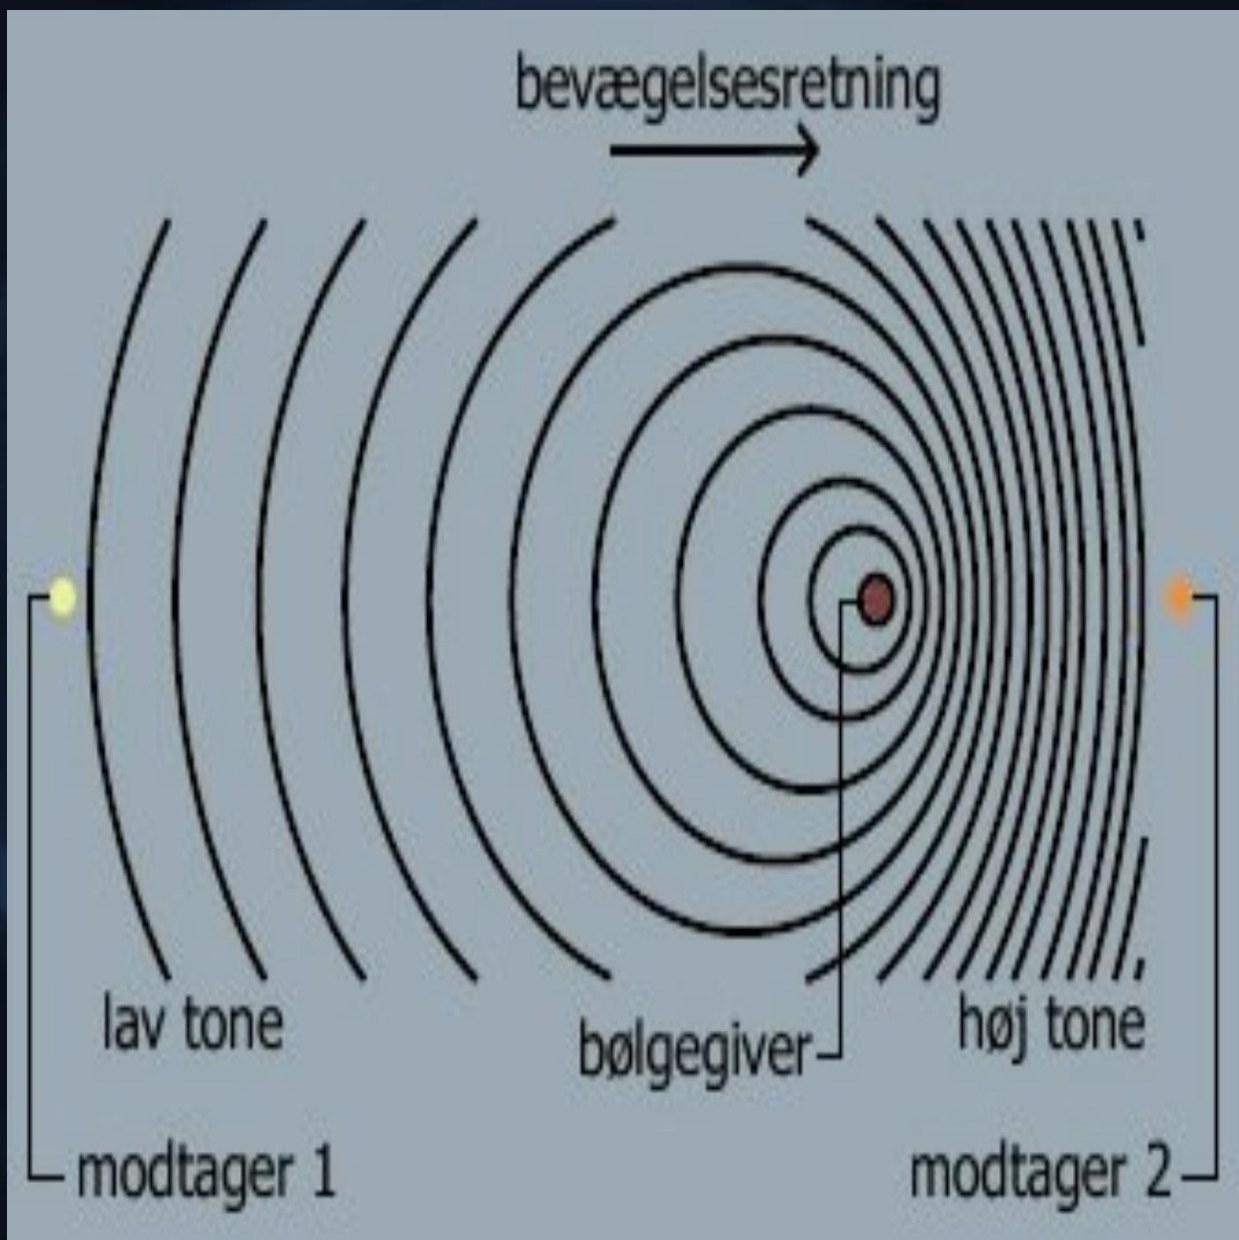 bevægelsesretning
lav tone
bølgegiver
høj tone
modtager 1
modtager 2